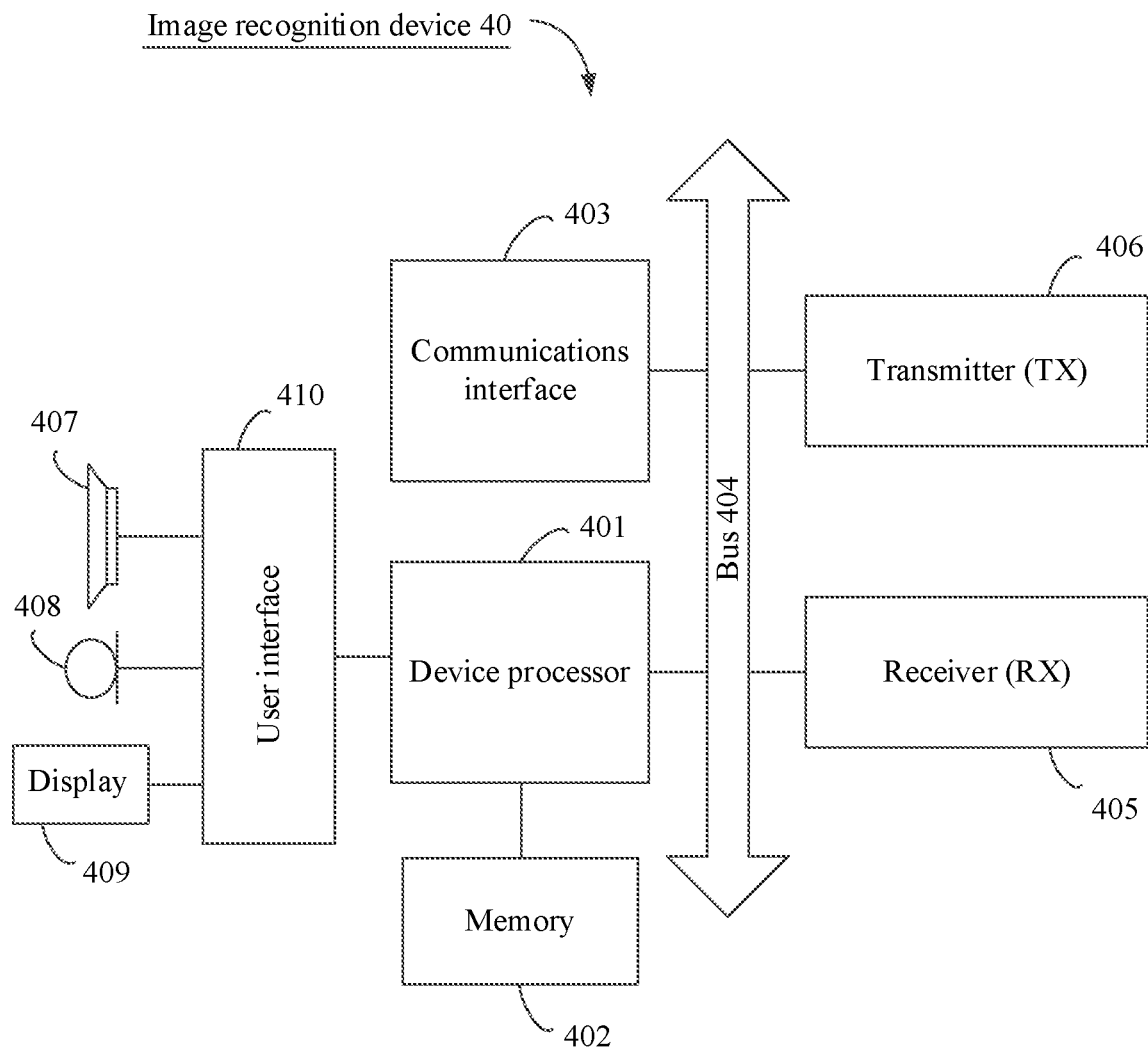 Image recognition device 40
403
Communications
interface
406
Transmitter (TX)
410
407
User interface
401
Device processor
Bus 404
408
Receiver (RX)
405
Display
409
Memory
402